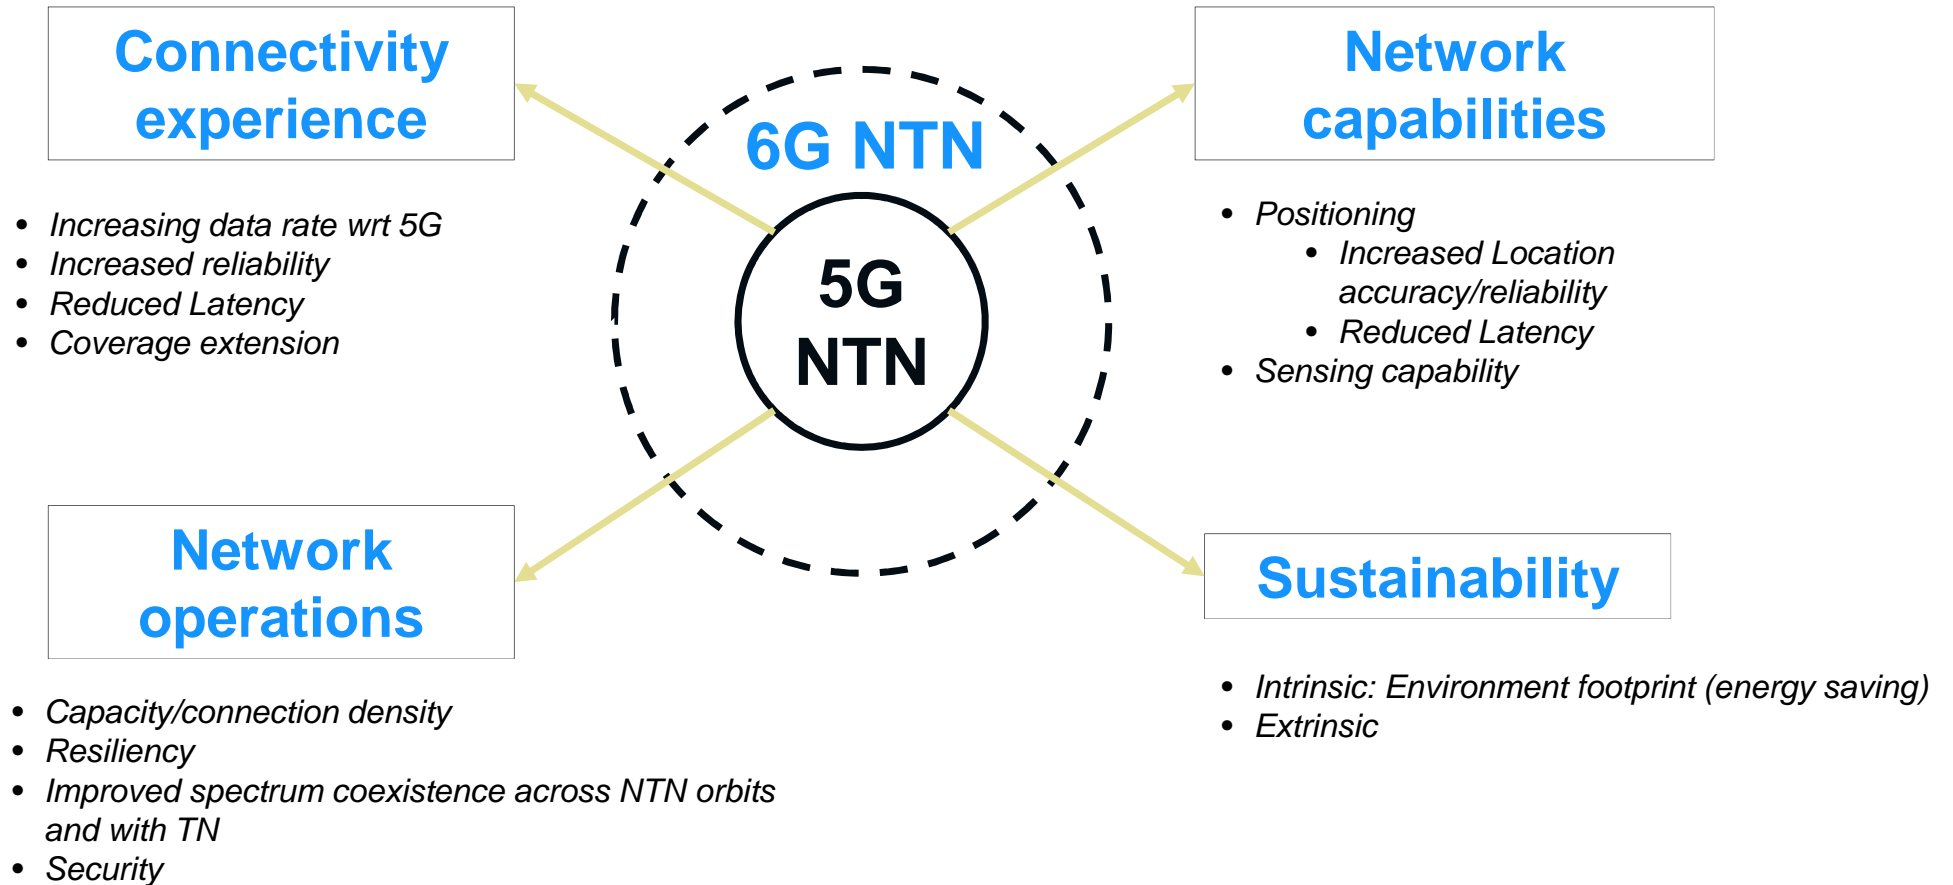 Connectivity
experience
• Increasing data rate wrt 5G
• Increased reliability
• Reduced Latency
• Coverage extension
6G NTN
5G
NTN
Network
capabilities
• Positioning
• Increased Location
accuracy/reliability
• Reduced Latency
• Sensing capability
Network
operations
• Capacity/connection density
• Resiliency
• Improved spectrum coexistence across NTN orbits
and with TN
• Security
Sustainability
• Intrinsic: Environment footprint (energy saving)
• Extrinsic